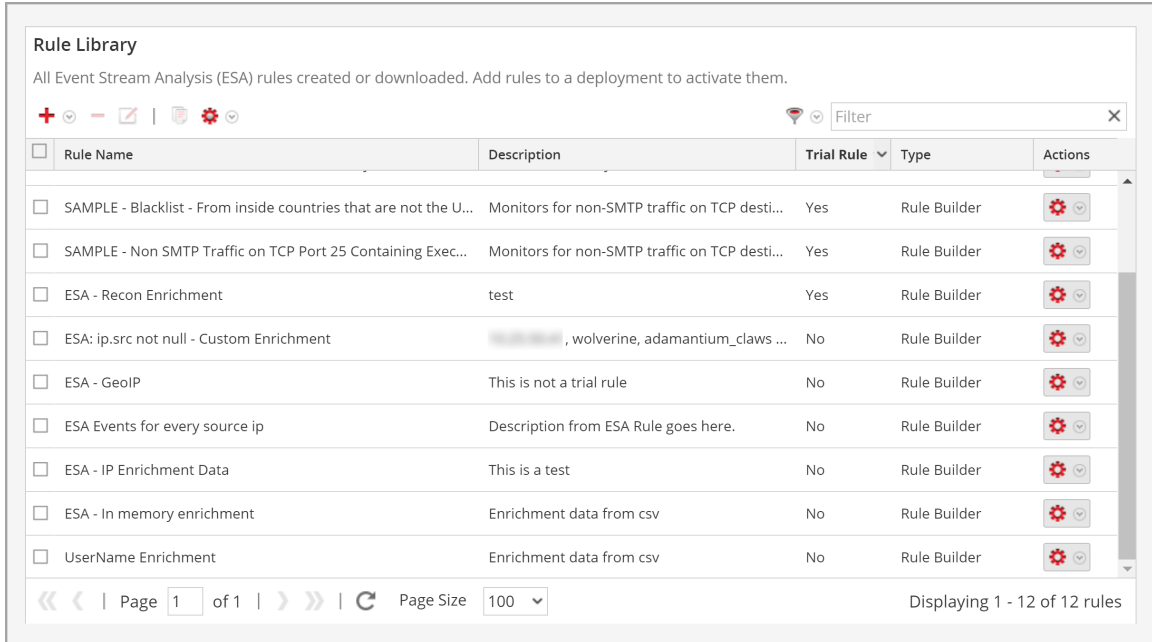 Rule Library
All Event Stream Analysis (ESA) rules created or downloaded. Add rules to a deployment to activate them.
Filter
Rule Name Description Trial Rule Type Actions
SAMPLE - Blacklist - From inside countries that are not the U... Monitors for non-SMTP traffic on TCP desti... Yes Rule Builder
SAMPLE - Non SMTP Traffic on TCP Port 25 Containing Exec... Monitors for non-SMTP traffic on TCP desti... Yes Rule Builder
ESA - Recon Enrichment test Yes Rule Builder
ESA: ip.src not null - Custom Enrichment , wolverine, adamantium_claws ... No Rule Builder
ESA - GeoIP This is not a trial rule No Rule Builder
ESA Events for every source ip Description from ESA Rule goes here. No Rule Builder
ESA - IP Enrichment Data This is a test No Rule Builder
ESA - In memory enrichment Enrichment data from csv No Rule Builder
UserName Enrichment Enrichment data from csv No Rule Builder
Page 1 of 1 Page Size 100 Displaying 1 - 12 of 12 rules